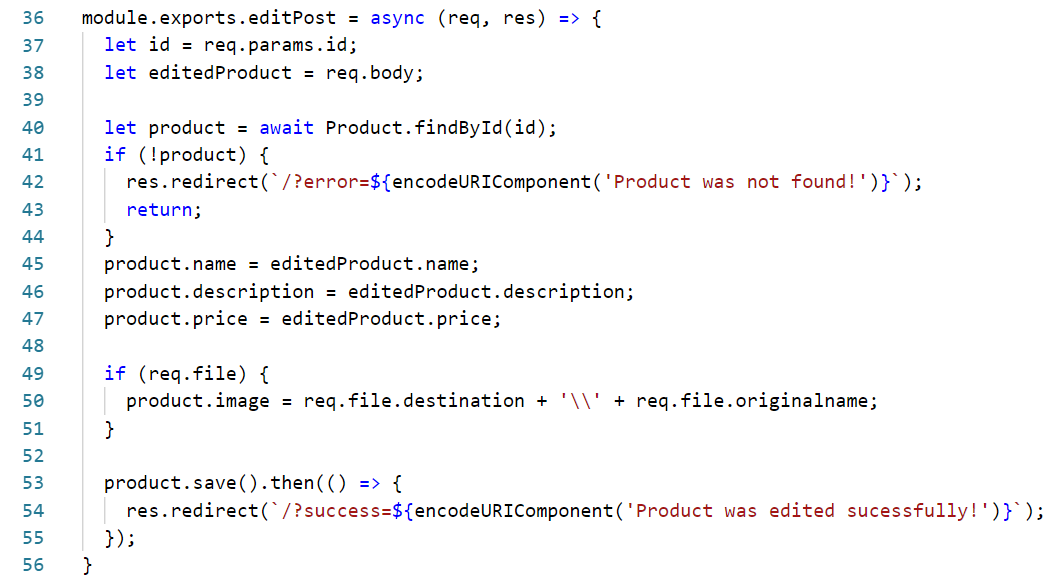 36 module.exports.editPost = async (req, res) => {
37   let id = req.params.id;
38   let editedProduct = req.body;
39
40   let product = await Product.findById(id);
41   if (!product) {
42     res.redirect(`/?error=${encodeURIComponent('Product was not found!')}`);
43     return;
44   }
45   product.name = editedProduct.name;
46   product.description = editedProduct.description;
47   product.price = editedProduct.price;
48
49   if (req.file) {
50     product.image = req.file.destination + '\\' + req.file.originalname;
51   }
52
53   product.save().then(() => {
54     res.redirect(`/?success=${encodeURIComponent('Product was edited sucessfully!')}`);
55   });
56 }